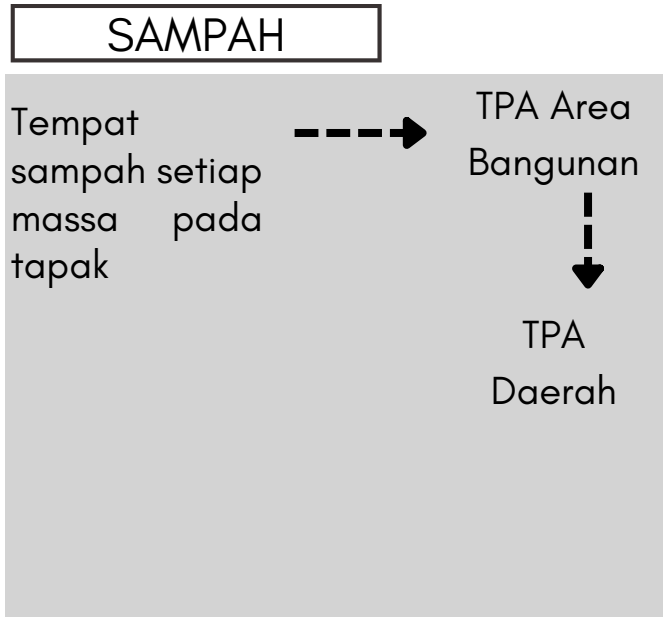 SAMPAH
Tempat
sampah setiap
massa pada
tapak
TPA Area
Bangunan
TPA
Daerah